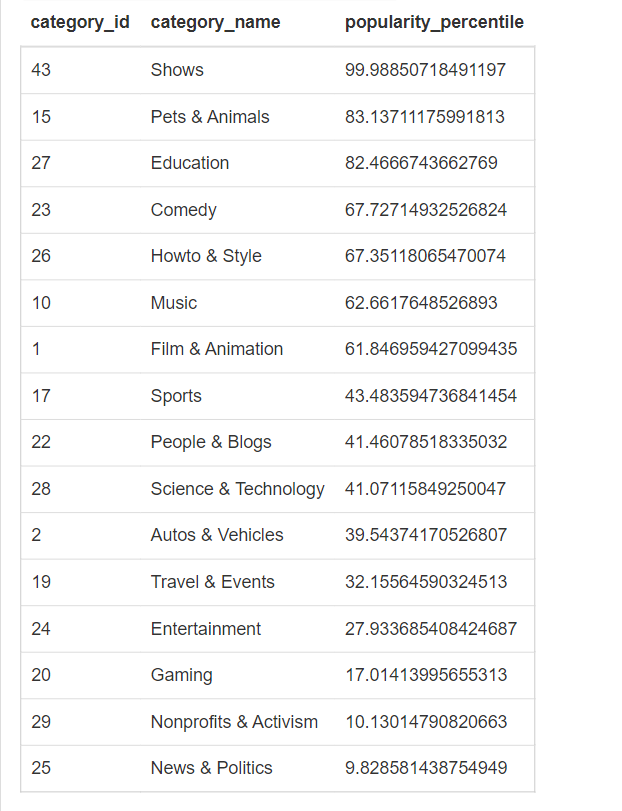 category_id category_name popularity_percentile
43 Shows 99.98850718491197
15 Pets & Animals 83.13711175991813
27 Education 82.4666743662769
23 Comedy 67.72714932526824
26 Howto & Style 67.35118065470074
10 Music 62.6617648526893
1 Film & Animation 61.846959427099435
17 Sports 43.483594736841454
22 People & Blogs 41.46078518335032
28 Science & Technology 41.07115849250047
2 Autos & Vehicles 39.54374170526807
19 Travel & Events 32.15564590324513
24 Entertainment 27.933685408424687
20 Gaming 17.01413995655313
29 Nonprofits & Activism 10.13014790820663
25 News & Politics 9.828581438754949